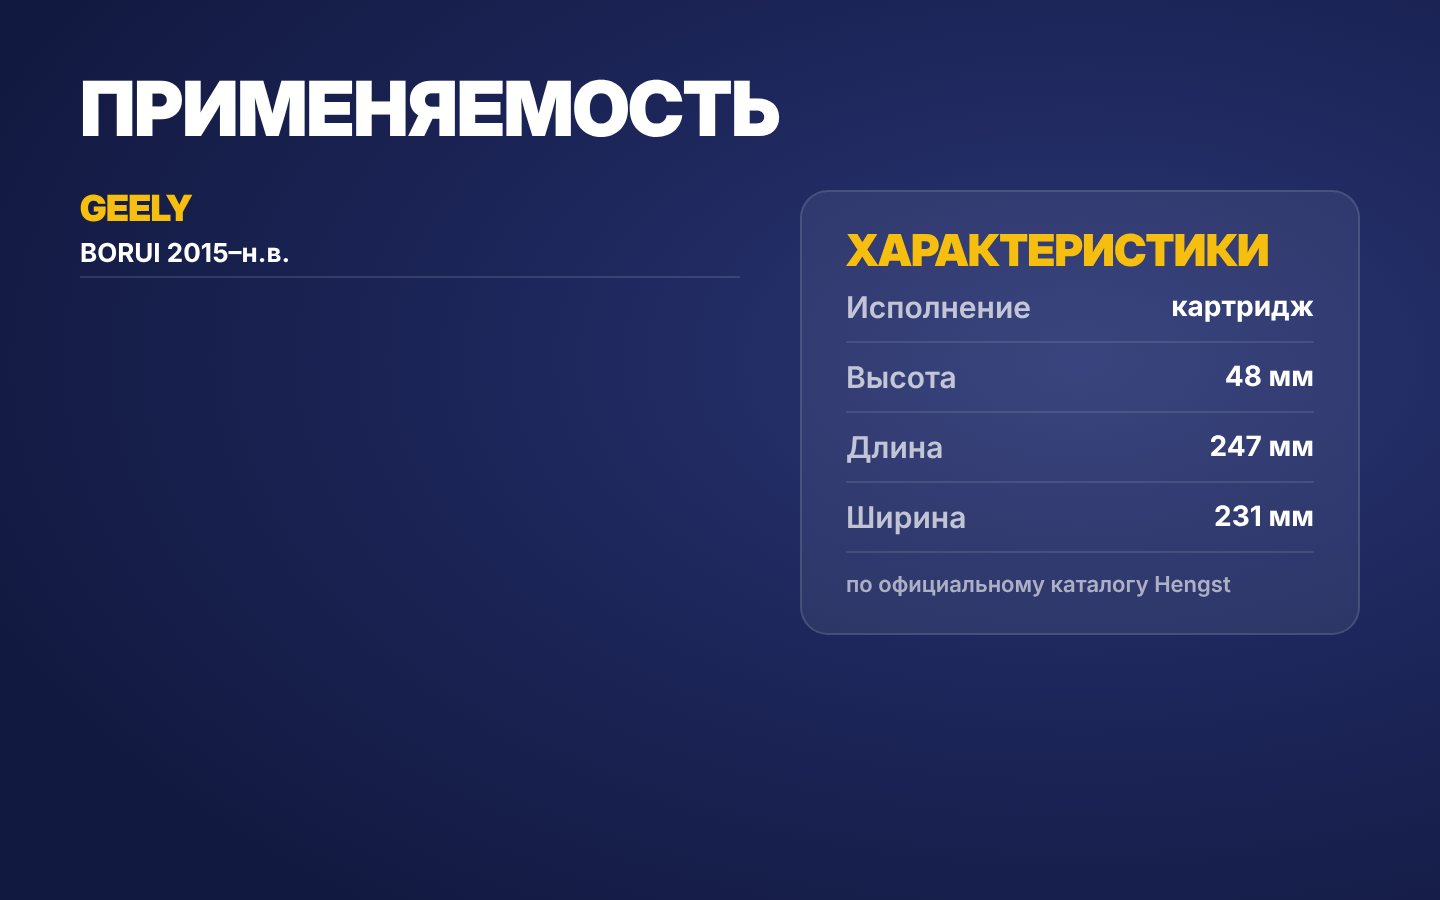 ПРИМЕНЯЕМОСТЬ
GEELY
BORUI 2015–н.в.
ХАРАКТЕРИСТИКИ
Исполнение картридж
Высота 48 мм
Длина 247 мм
Ширина 231 мм
по официальному каталогу Hengst